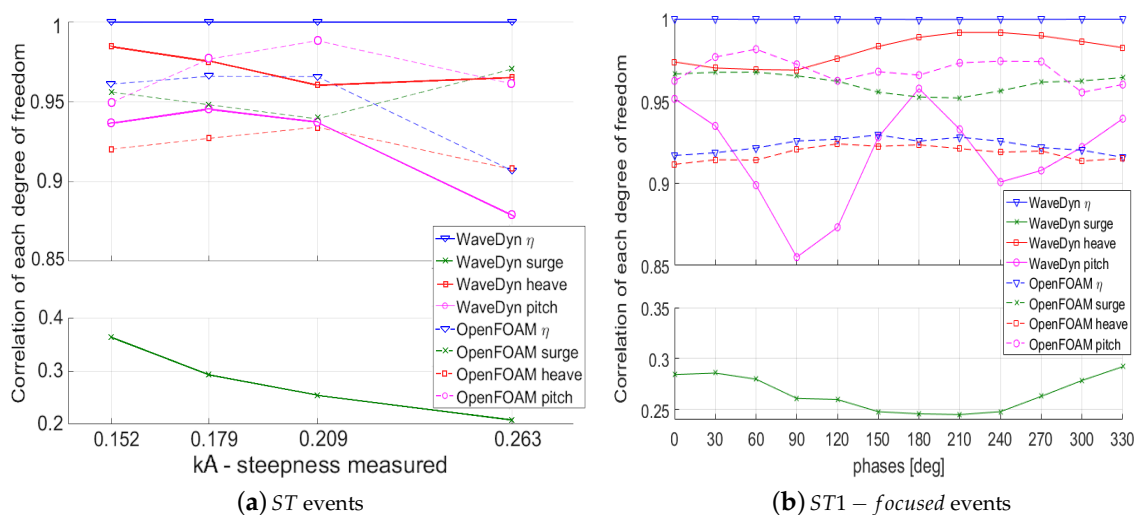 Correlation of each degree of freedom
1
0.95
0.9
0.85
0.4
0.3
0.2
0.152
0.179
0.209
0.263
kA - steepness measured
WaveDyn η
WaveDyn surge
WaveDyn heave
WaveDyn pitch
OpenFOAM η
OpenFOAM surge
OpenFOAM heave
OpenFOAM pitch
(a) ST events
Correlation of each degree of freedom
1
0.95
0.9
0.85
0.35
0.3
0.25
0
30
60
90
120
150
180
210
240
270
300
330
phases [deg]
WaveDyn η
WaveDyn surge
WaveDyn heave
WaveDyn pitch
OpenFOAM η
OpenFOAM surge
OpenFOAM heave
OpenFOAM pitch
(b) ST1 − focused events